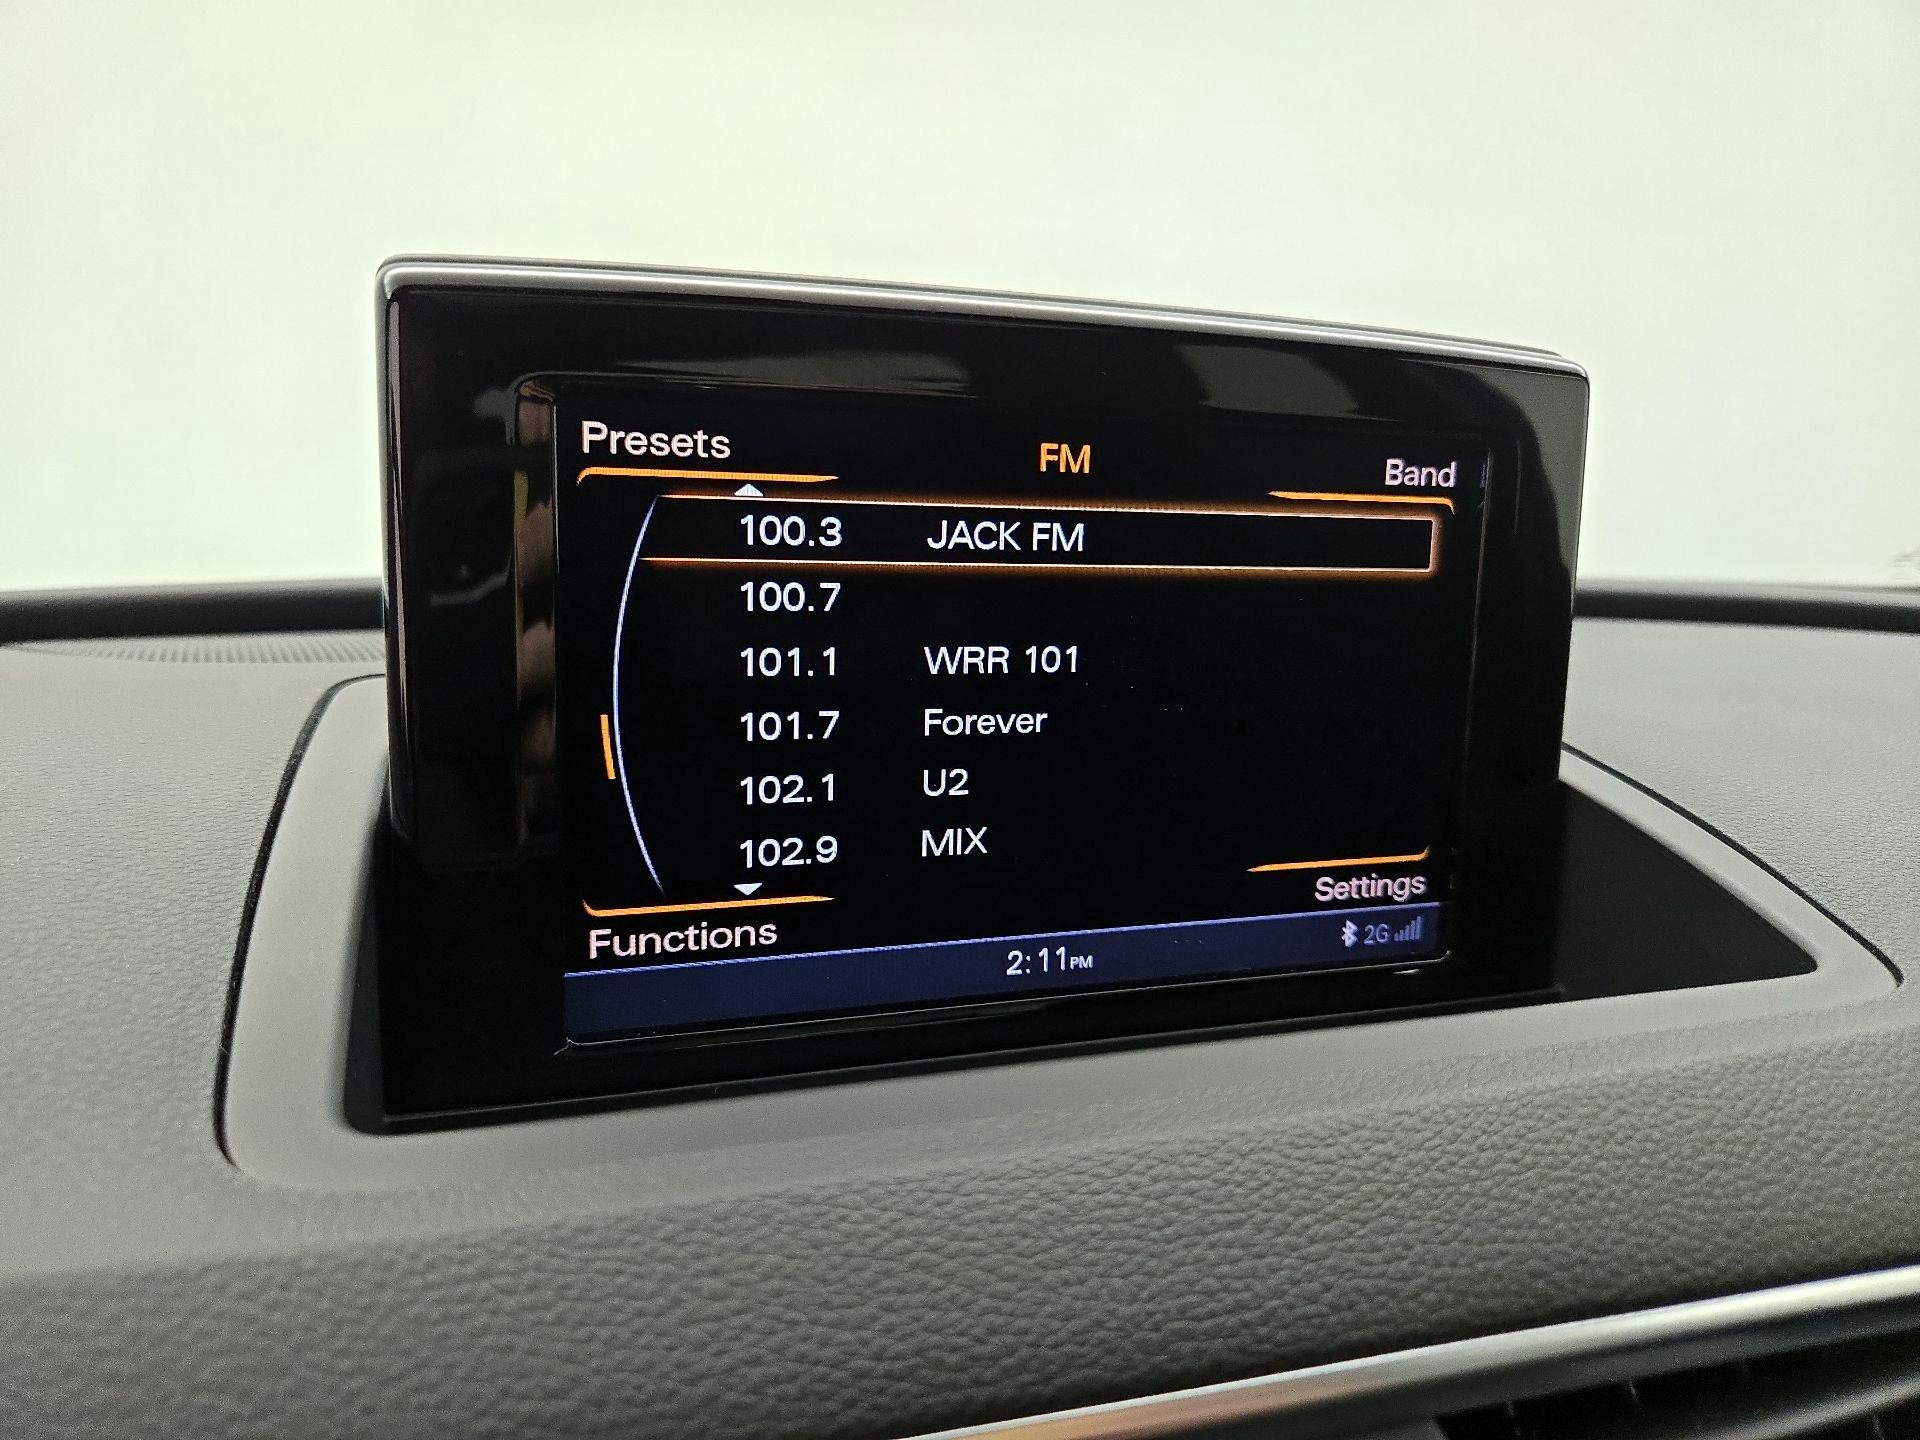 Presets
FM
Band
100.3 JACK FM
100.7
101.1 WRR 101
101.7 Forever
102.1 U2
102.9 MIX
Settings
Functions
2:11PM
2G